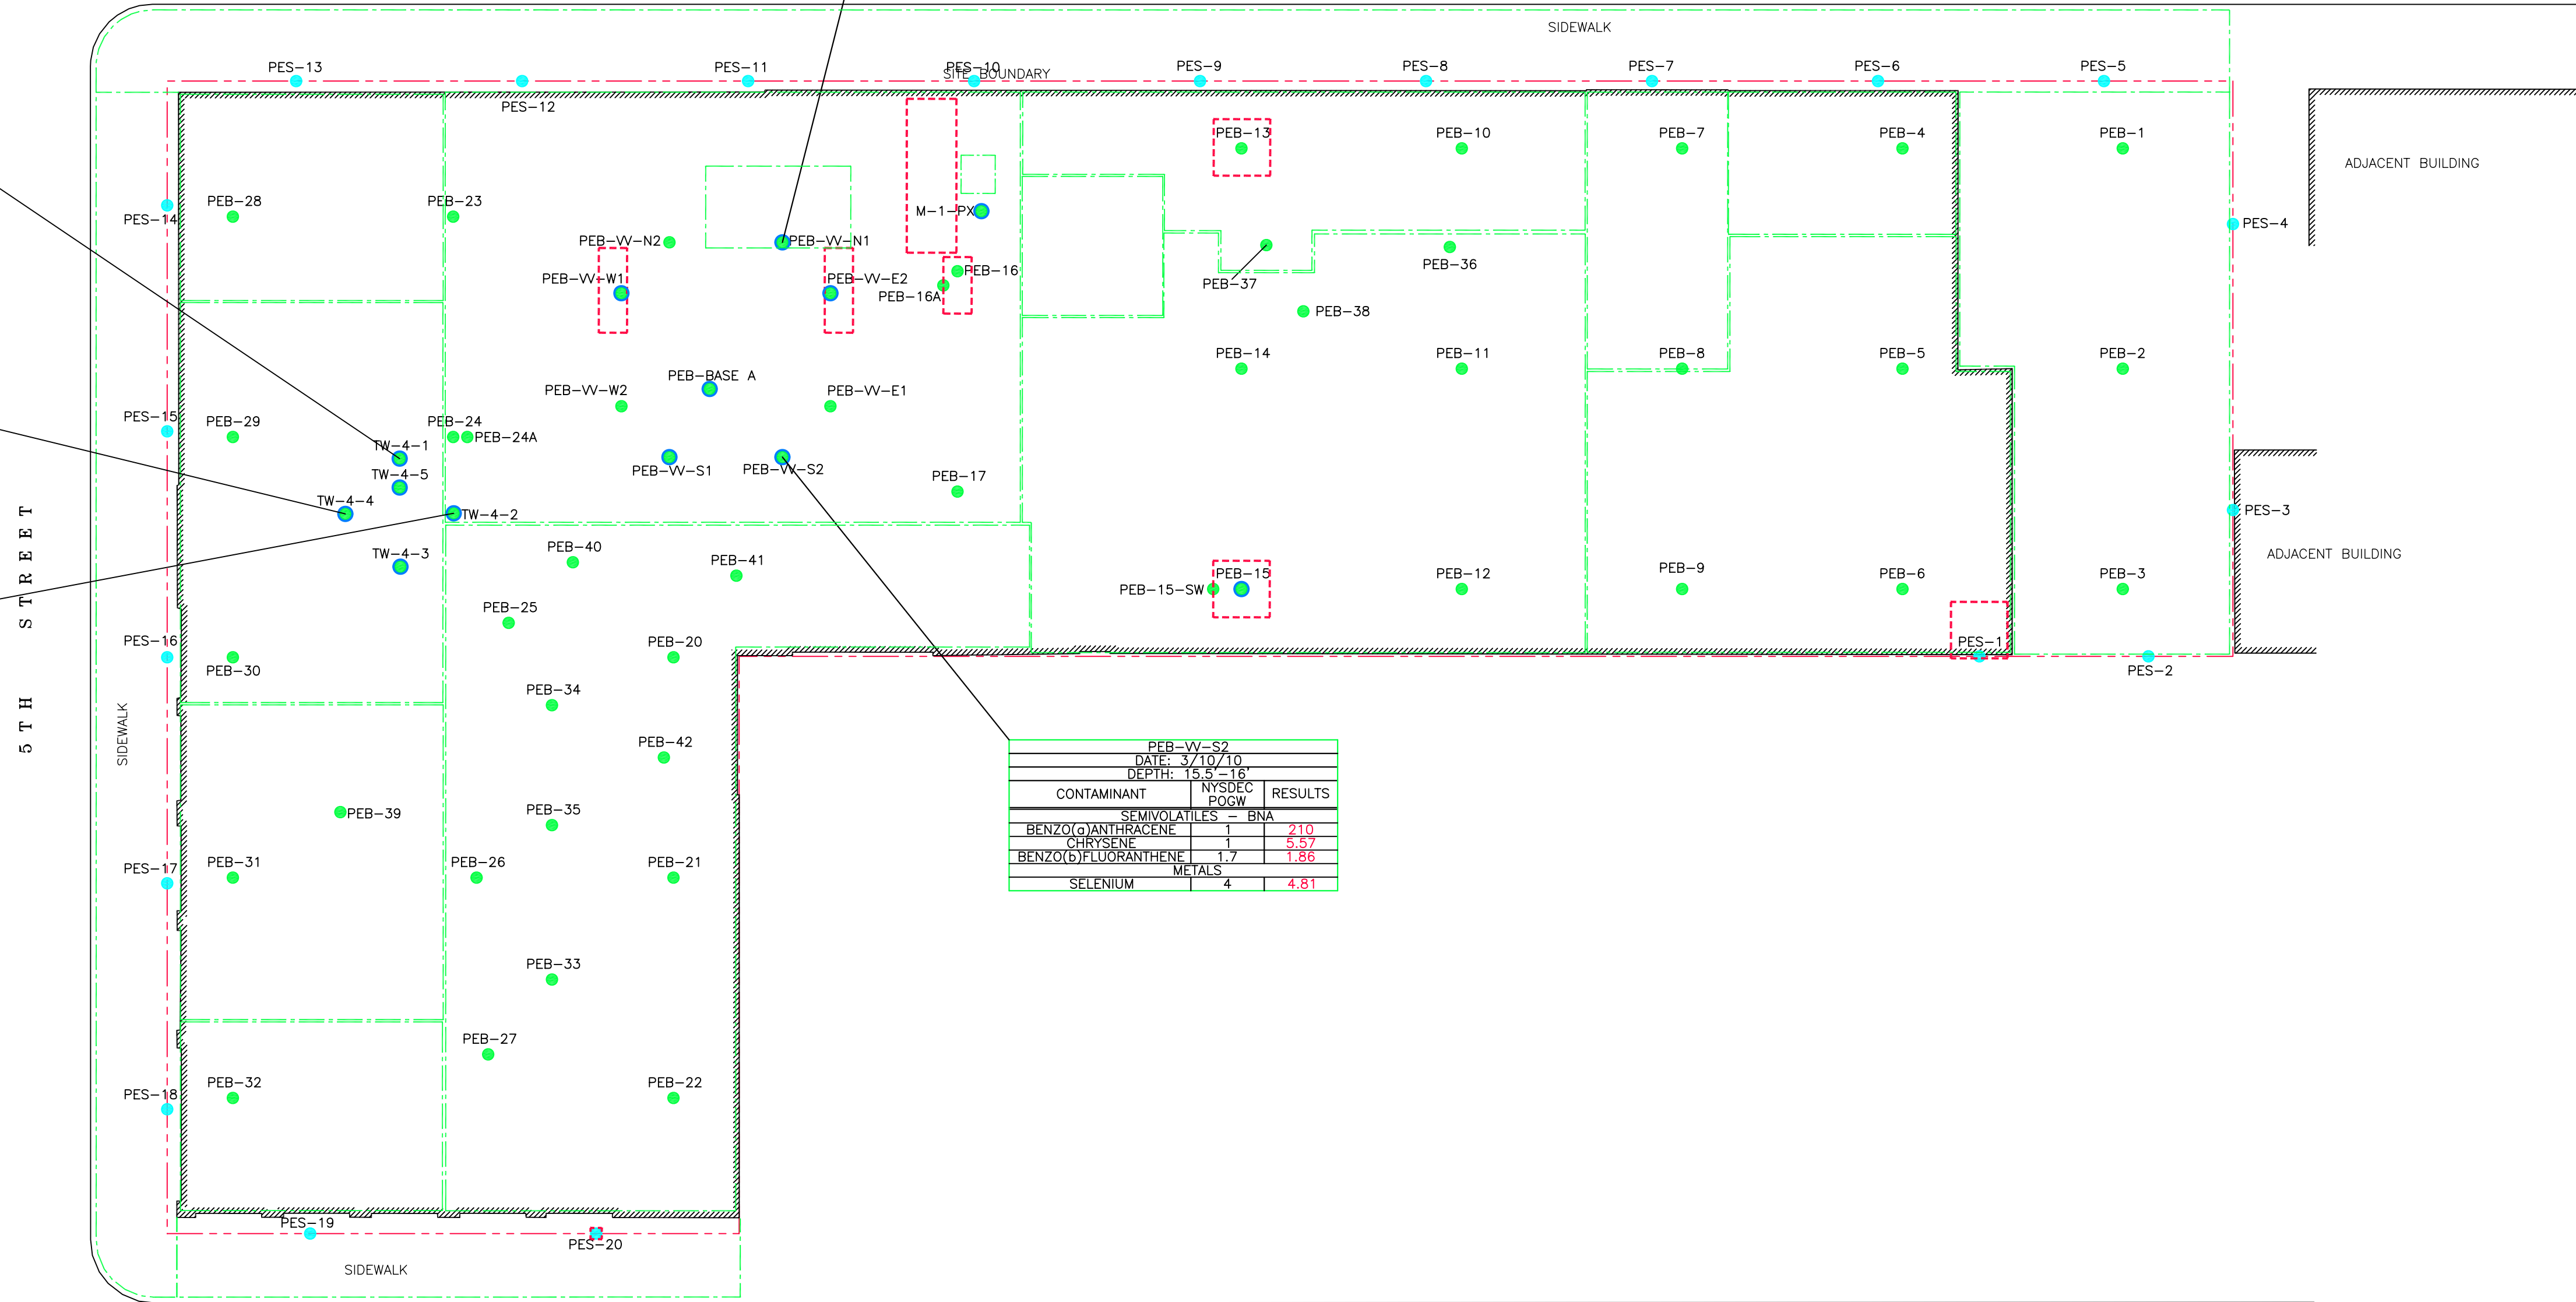 SIDEWALK
PES-13
PES-12
PES-11
PES-10
SITE BOUNDARY
PES-9
PES-8
PES-7
PES-6
PES-5
PEB-13
PEB-10
PEB-7
PEB-4
PEB-1
ADJACENT BUILDING
PES-14
PEB-28
PEB-23
M-1-PX
PES-4
PEB-VV-N2
PEB-VV-N1
PEB-VV-W1
PEB-VV-E2
PEB-16
PEB-16A
PEB-37
PEB-36
PEB-38
PEB-14
PEB-11
PEB-8
PEB-5
PEB-2
PEB-BASE A
PEB-VV-W2
PEB-VV-E1
PES-15
PEB-29
PEB-24
PEB-24A
TW-4-1
TW-4-5
TW-4-4
TW-4-2
TW-4-3
PEB-VV-S1
PEB-VV-S2
PEB-17
PES-3
ADJACENT BUILDING
5TH STREET
PEB-40
PEB-41
PEB-15-SW
PEB-15
PEB-12
PEB-9
PEB-6
PEB-3
PEB-25
PES-16
PEB-30
PEB-20
PES-1
PES-2
PEB-34
SIDEWALK
PEB-42
PEB-39
PEB-35
PES-17
PEB-31
PEB-26
PEB-21
PEB-VV-S2
DATE: 3/10/10
DEPTH: 15.5'-16'
CONTAMINANT NYSDEC POGW RESULTS
SEMIVOLATILES - BNA
BENZO(a)ANTHRACENE 1 210
CHRYSENE 1 5.57
BENZO(b)FLUORANTHENE 1.7 1.86
METALS
SELENIUM 4 4.81
PEB-33
PEB-27
PES-18
PEB-32
PEB-22
PES-19
PES-20
SIDEWALK